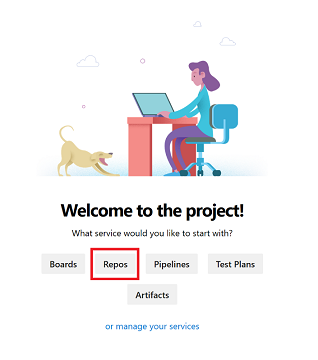 Welcome to the project!
What service would you like to start with?
Boards Repos Pipelines Test Plans
Artifacts
or manage your services